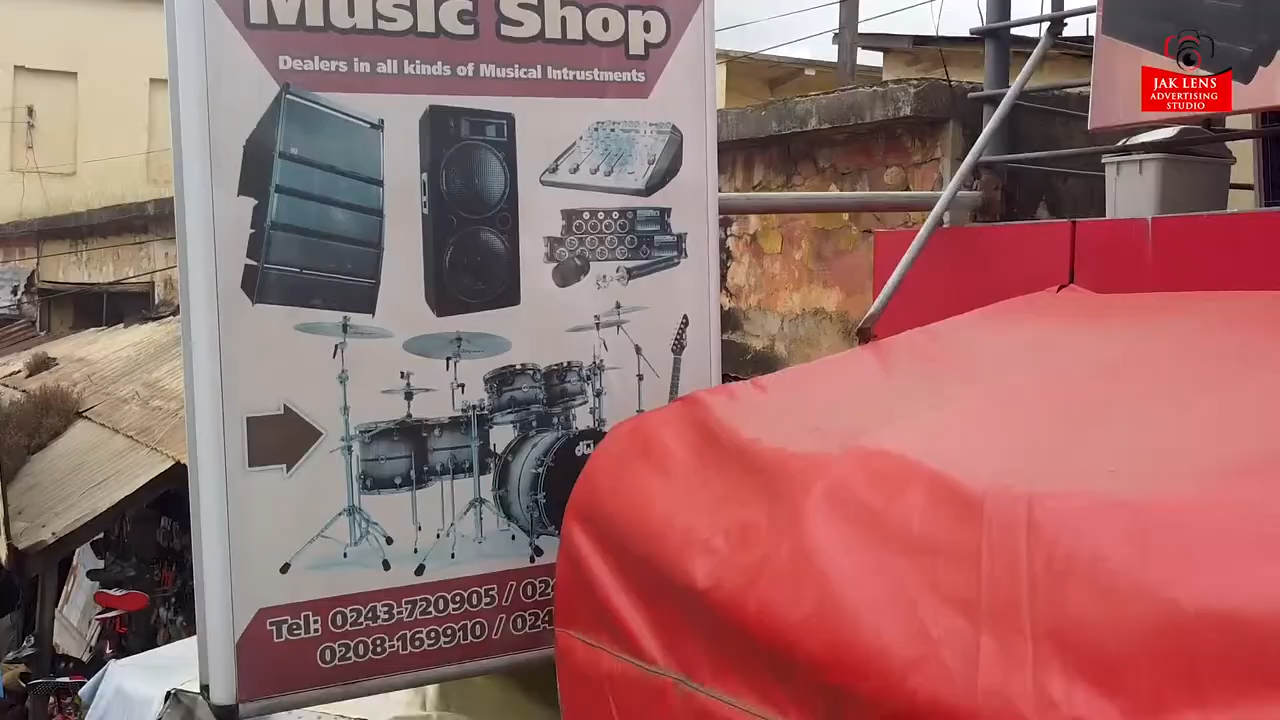 Music Shop
Dealers in all kinds of Musical Intrustments
JAK LENS
ADVERTISING
STUDIO
dw
Tel: 0243-720905 / 024
0208-169910 / 024